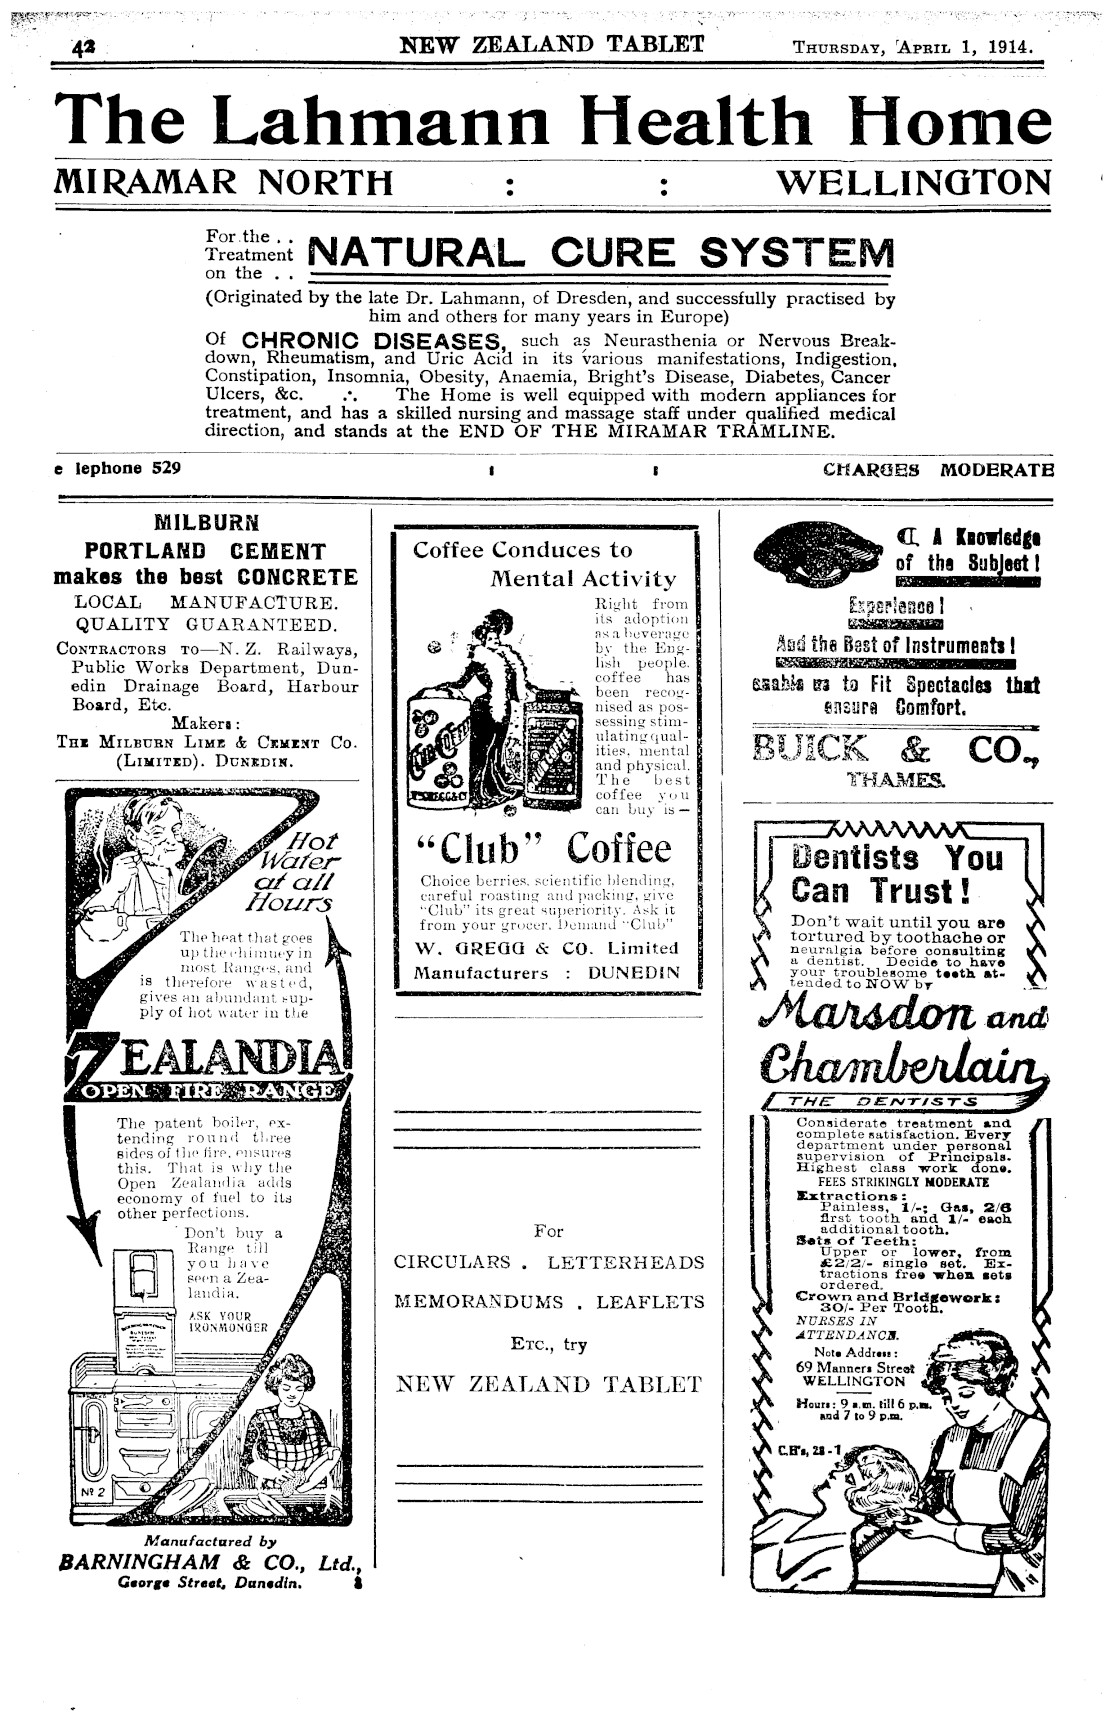 42
NEW ZEALAND TABLET
THURSDAY, APRIL 1, 1914.
The Lahmann Health Home
MIRAMAR NORTH : : WELLINGTON
For the . .
Treatment
on the . .
NATURAL CURE SYSTEM
(Originated by the late Dr. Lahmann, of Dresden, and successfully practised by
him and others for many years in Europe)
Of CHRONIC DISEASES, such as Neurasthenia or Nervous Break-
down, Rheumatism, and Uric Acid in its various manifestations, Indigestion,
Constipation, Insomnia, Obesity, Anaemia, Bright's Disease, Diabetes, Cancer
Ulcers, &c. .·. The Home is well equipped with modern appliances for
treatment, and has a skilled nursing and massage staff under qualified medical
direction, and stands at the END OF THE MIRAMAR TRAMLINE.
e lephone 529
CHARGES MODERATE
MILBURN
PORTLAND CEMENT
makes the best CONCRETE
LOCAL MANUFACTURE.
QUALITY GUARANTEED.
CONTRACTORS TO—N. Z. Railways,
Public Works Department, Dun-
edin Drainage Board, Harbour
Board, Etc.
Makers:
THE MILBURN LIME & CEMENT CO.
(LIMITED). DUNEDIN.
Hot
Water
at all
Hours
The heat that goes
up the chimney in
most Ranges, and
is therefore wasted,
gives an abundant sup-
ply of hot water in the
ZEALANDIA
OPEN FIRE RANGE
The patent boiler, ex-
tending round three
sides of the fire, ensures
this. That is why the
Open Zealandia adds
economy of fuel to its
other perfections.
Don't buy a
Range till
you have
seen a Zea-
landia.
ASK YOUR
IRONMONGER
No 2
Manufactured by
BARNINGHAM & CO., Ltd.,
George Street, Dunedin. 8
Coffee Conduces to
Mental Activity
Right from
its adoption
as a beverage
by the Eng-
lish people,
coffee has
been recog-
nised as pos-
sessing stim-
ulating qual-
ities, mental
and physical.
The best
coffee you
can buy is—
Club Coffee
W. GREGG & CO
"Club" Coffee
Choice berries, scientific blending,
careful roasting and packing, give
"Club" its great superiority. Ask it
from your grocer. Demand "Club"
W. GREGG & CO. Limited
Manufacturers : DUNEDIN
For
CIRCULARS . LETTERHEADS
MEMORANDUMS . LEAFLETS
ETC., try
NEW ZEALAND TABLET
A Knowledge
of the Subject!
Experience!
And the Best of Instruments!
enable us to Fit Spectacles that
ensure Comfort.
BUICK & CO.,
THAMES.
Dentists You
Can Trust!
Don't wait until you are
tortured by toothache or
neuralgia before consulting
a dentist. Decide to have
your troublesome teeth at-
tended to NOW by
Marsdon and
Chamberlain,
THE DENTISTS
Considerate treatment and
complete satisfaction. Every
department under personal
supervision of Principals.
Highest class work done.
FEES STRIKINGLY MODERATE
Extractions:
Painless, 1/-; Gas, 2/6
first tooth and 1/- each
additional tooth.
Sets of Teeth:
Upper or lower, from
£2/2/- single set. Ex-
tractions free when sets
ordered.
Crown and Bridgework:
30/- Per Tooth.
NURSES IN
ATTENDANCE.
Note Address:
69 Manners Street
WELLINGTON
Hours: 9 a.m. till 6 p.m.
and 7 to 9 p.m.
C.H's, 28-1